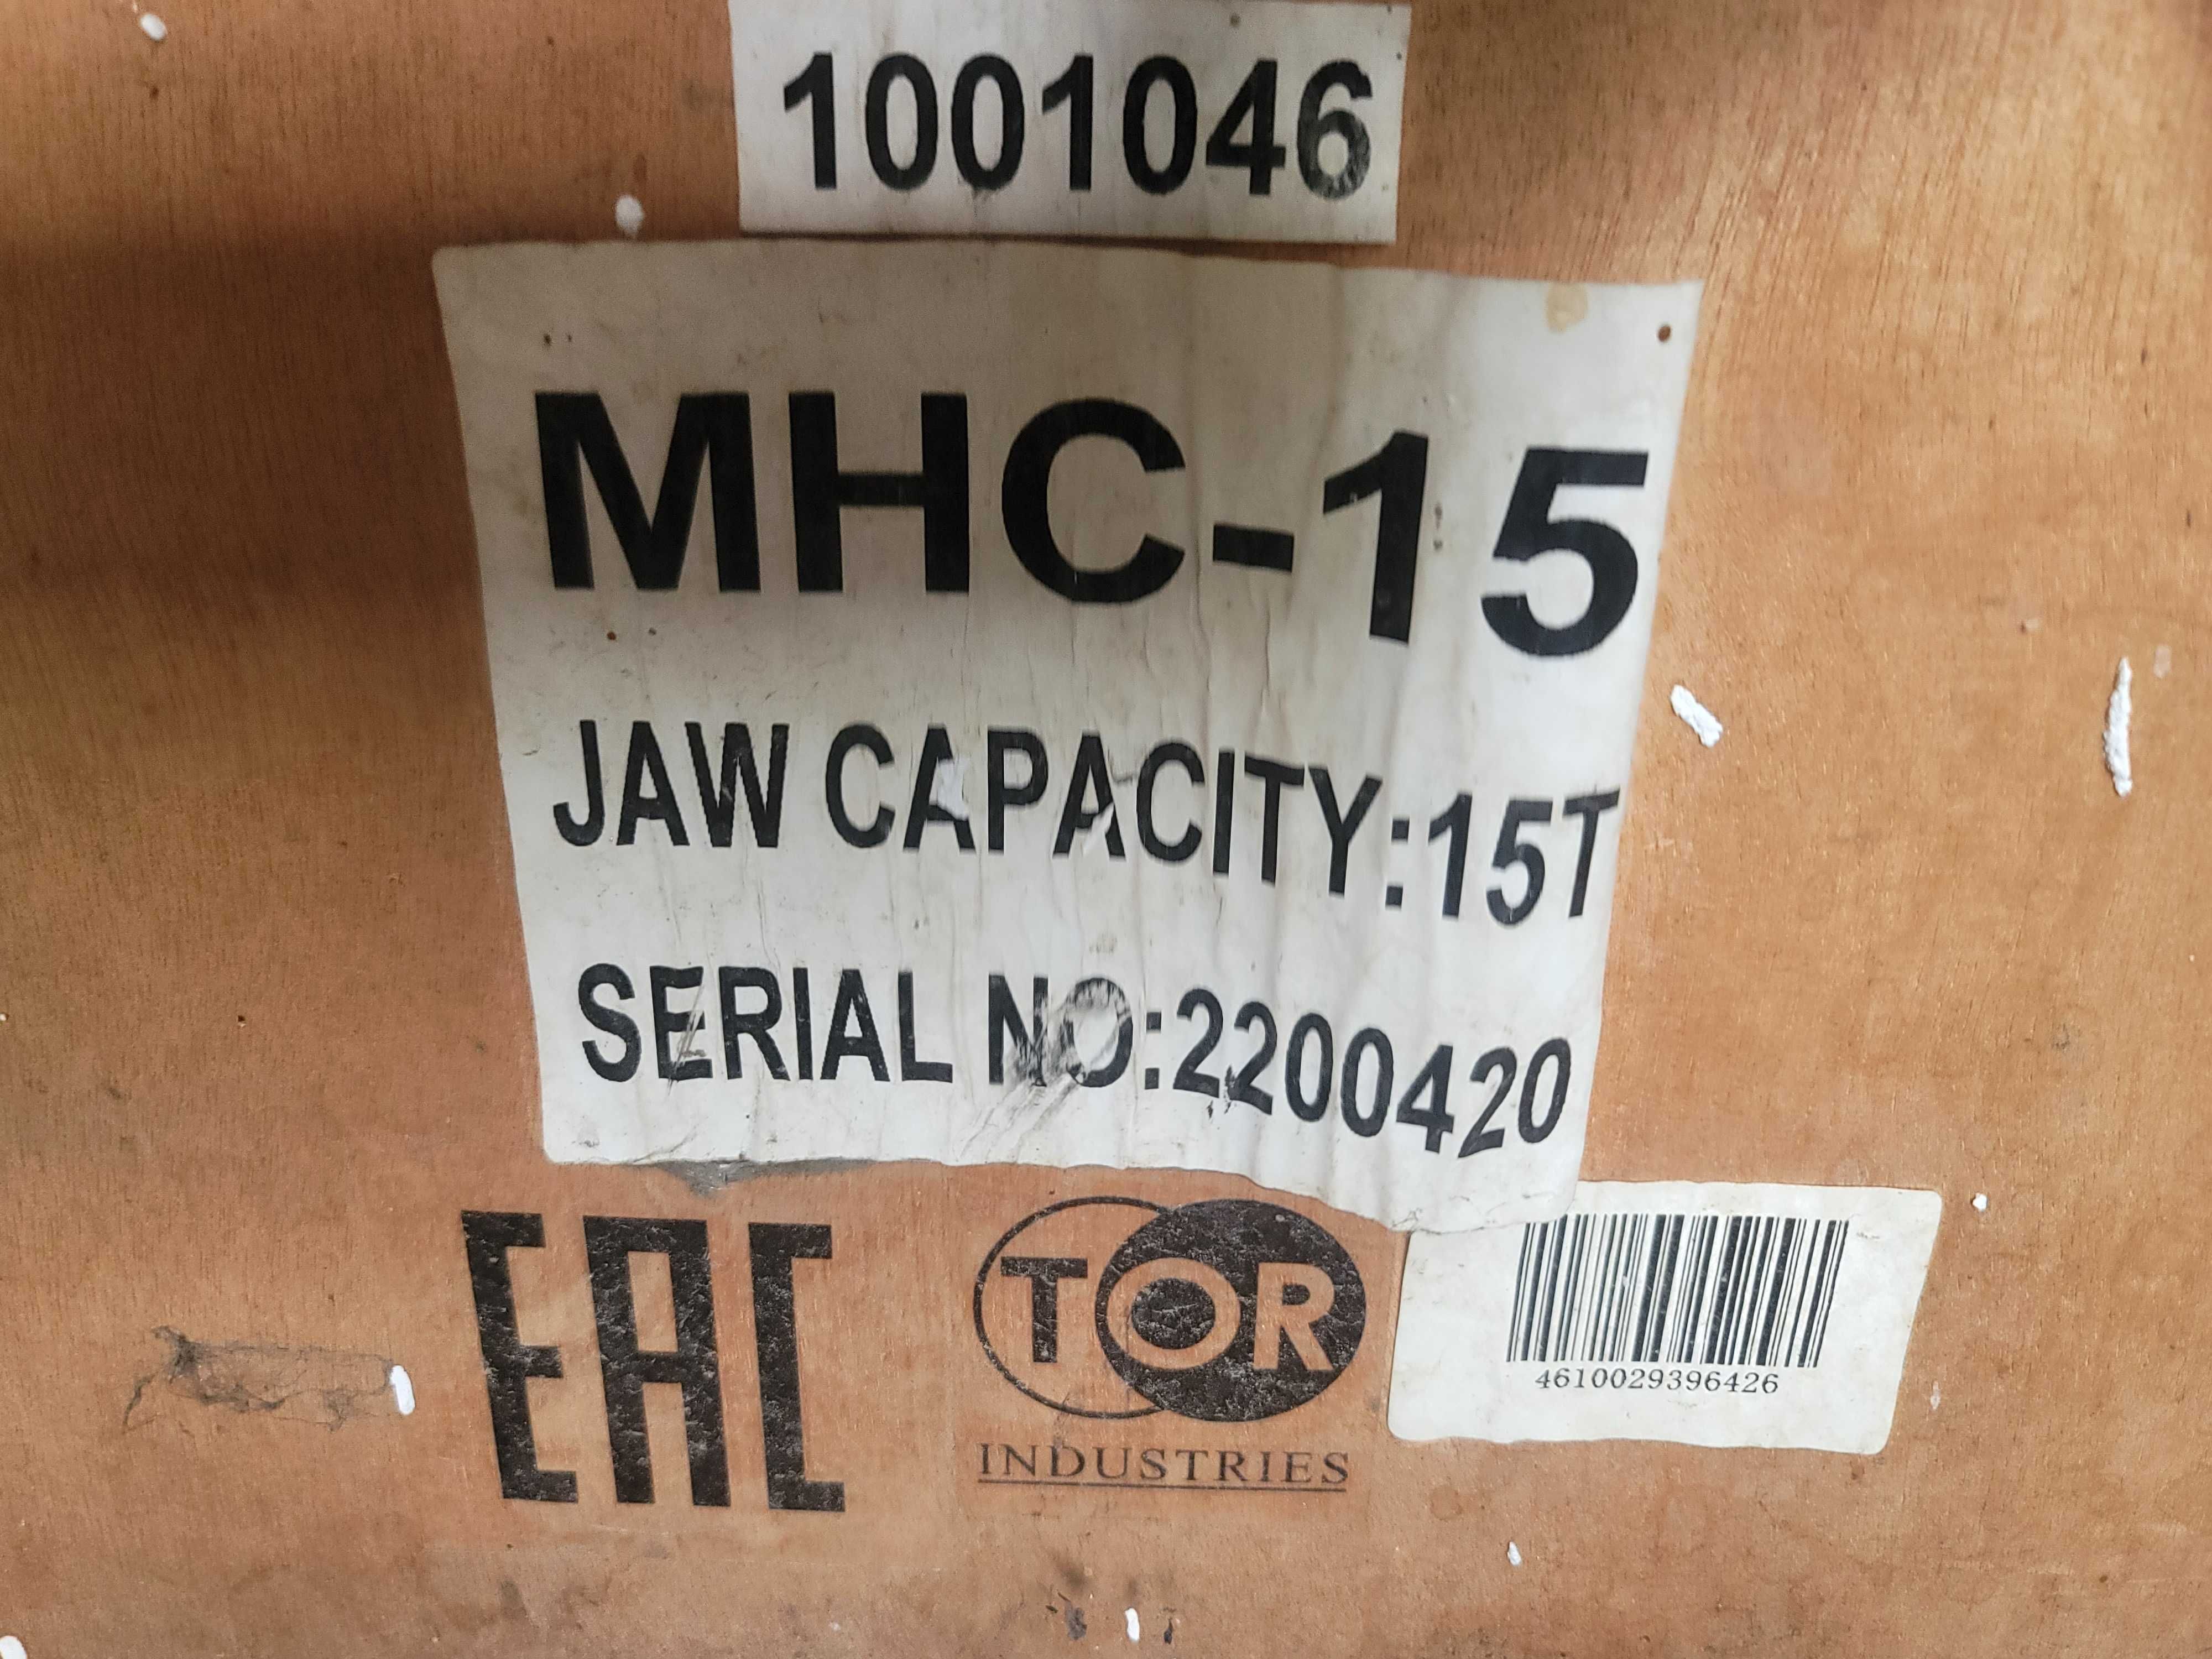 1001046
MHC-15
JAW CAPACITY:15T
SERIAL NO:2200420
EAC
TOR
INDUSTRIES
4610029396426